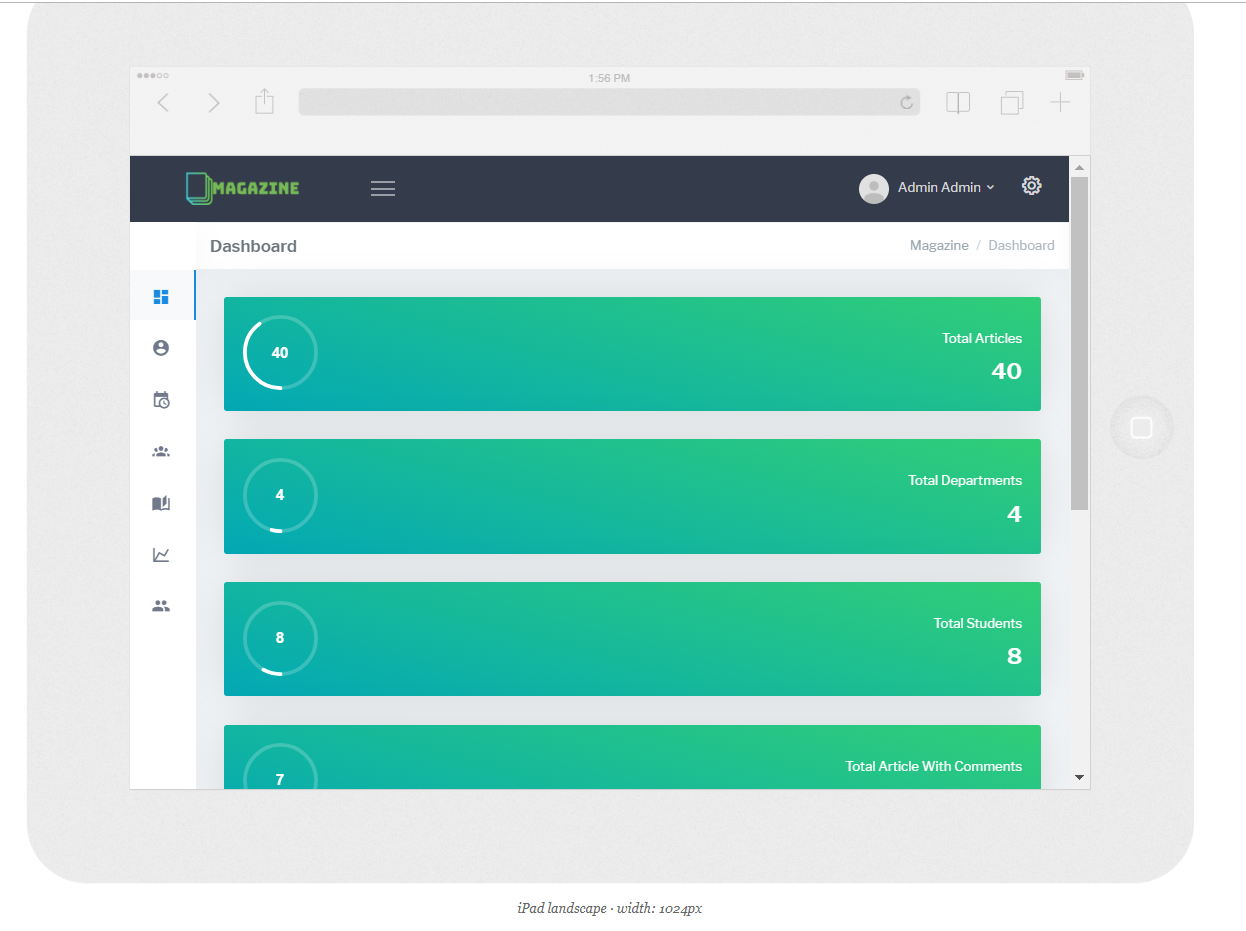 1:56 PM
MAGAZINE
Admin Admin
Dashboard
Magazine / Dashboard
40
Total Articles
40
4
Total Departments
4
8
Total Students
8
7
Total Article With Comments
iPad landscape · width: 1024px